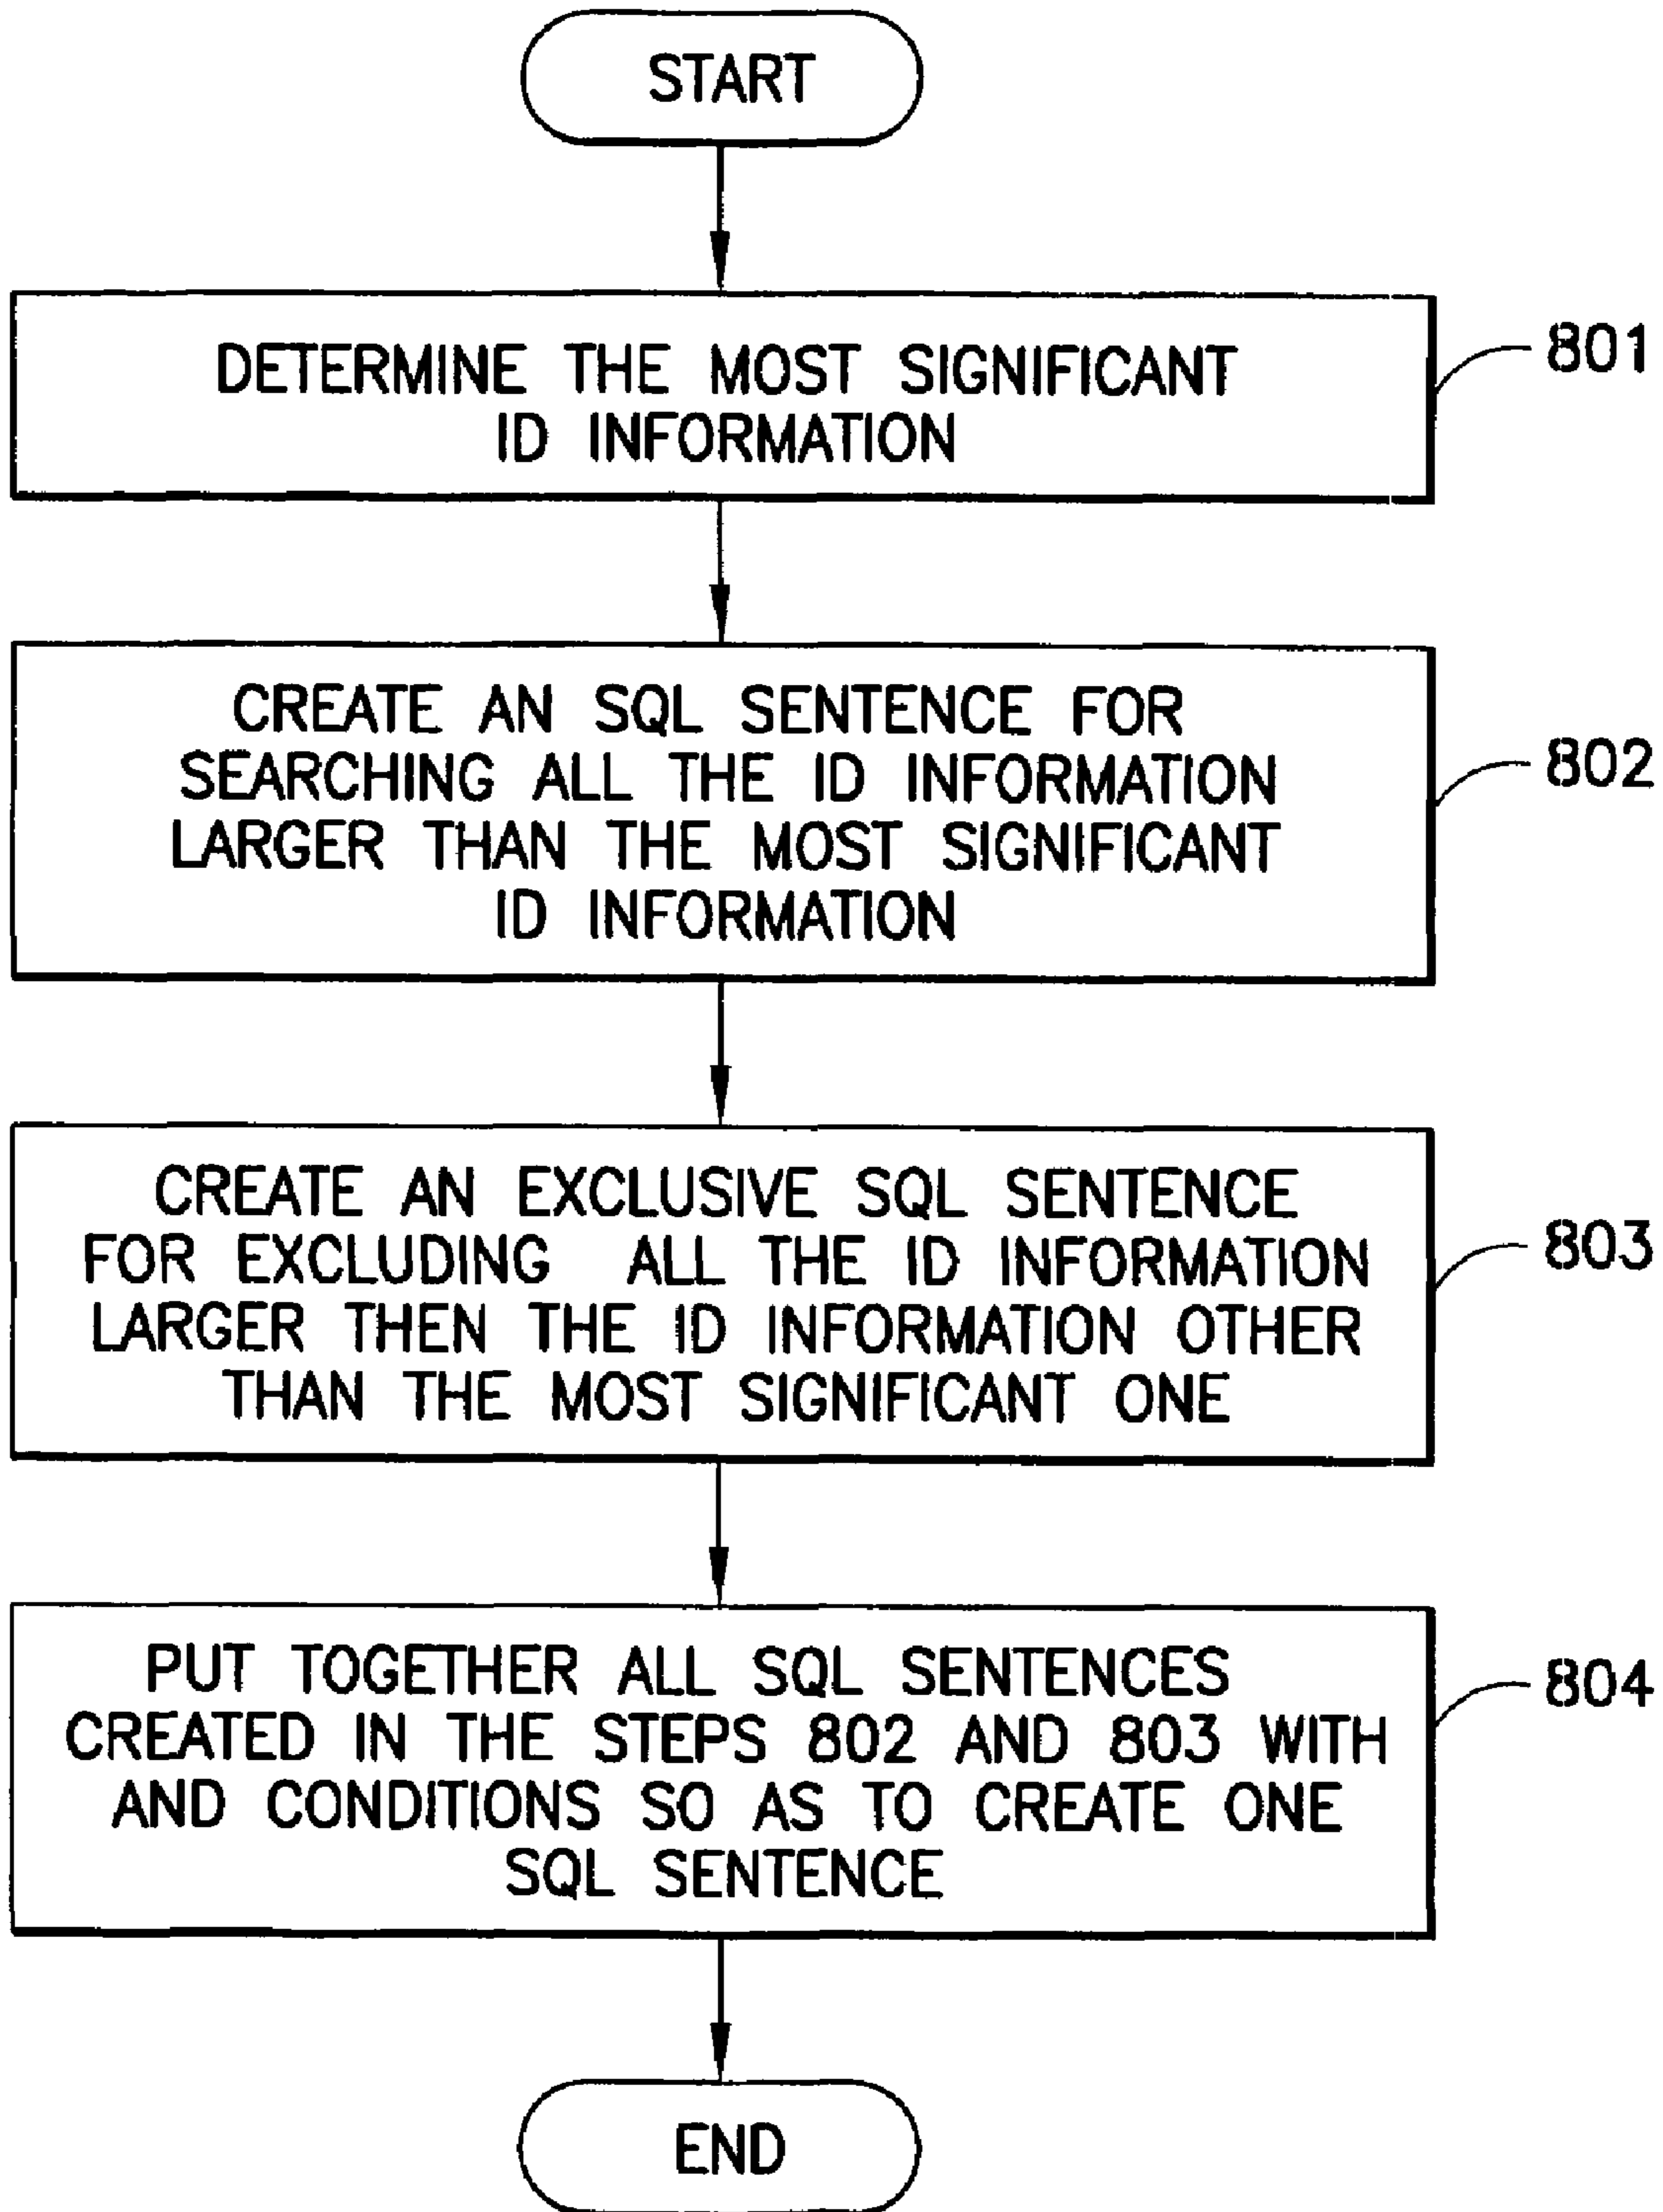 START
DETERMINE THE MOST SIGNIFICANT
ID INFORMATION
801
CREATE AN SQL SENTENCE FOR
SEARCHING ALL THE ID INFORMATION
LARGER THAN THE MOST SIGNIFICANT
ID INFORMATION
802
CREATE AN EXCLUSIVE SQL SENTENCE
FOR EXCLUDING ALL THE ID INFORMATION
LARGER THEN THE ID INFORMATION OTHER
THAN THE MOST SIGNIFICANT ONE
803
PUT TOGETHER ALL SQL SENTENCES
CREATED IN THE STEPS 802 AND 803 WITH
AND CONDITIONS SO AS TO CREATE ONE
SQL SENTENCE
804
END